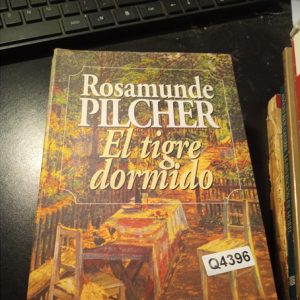 Rosamunde
PILCHER
El tigre
dormido
Q4396